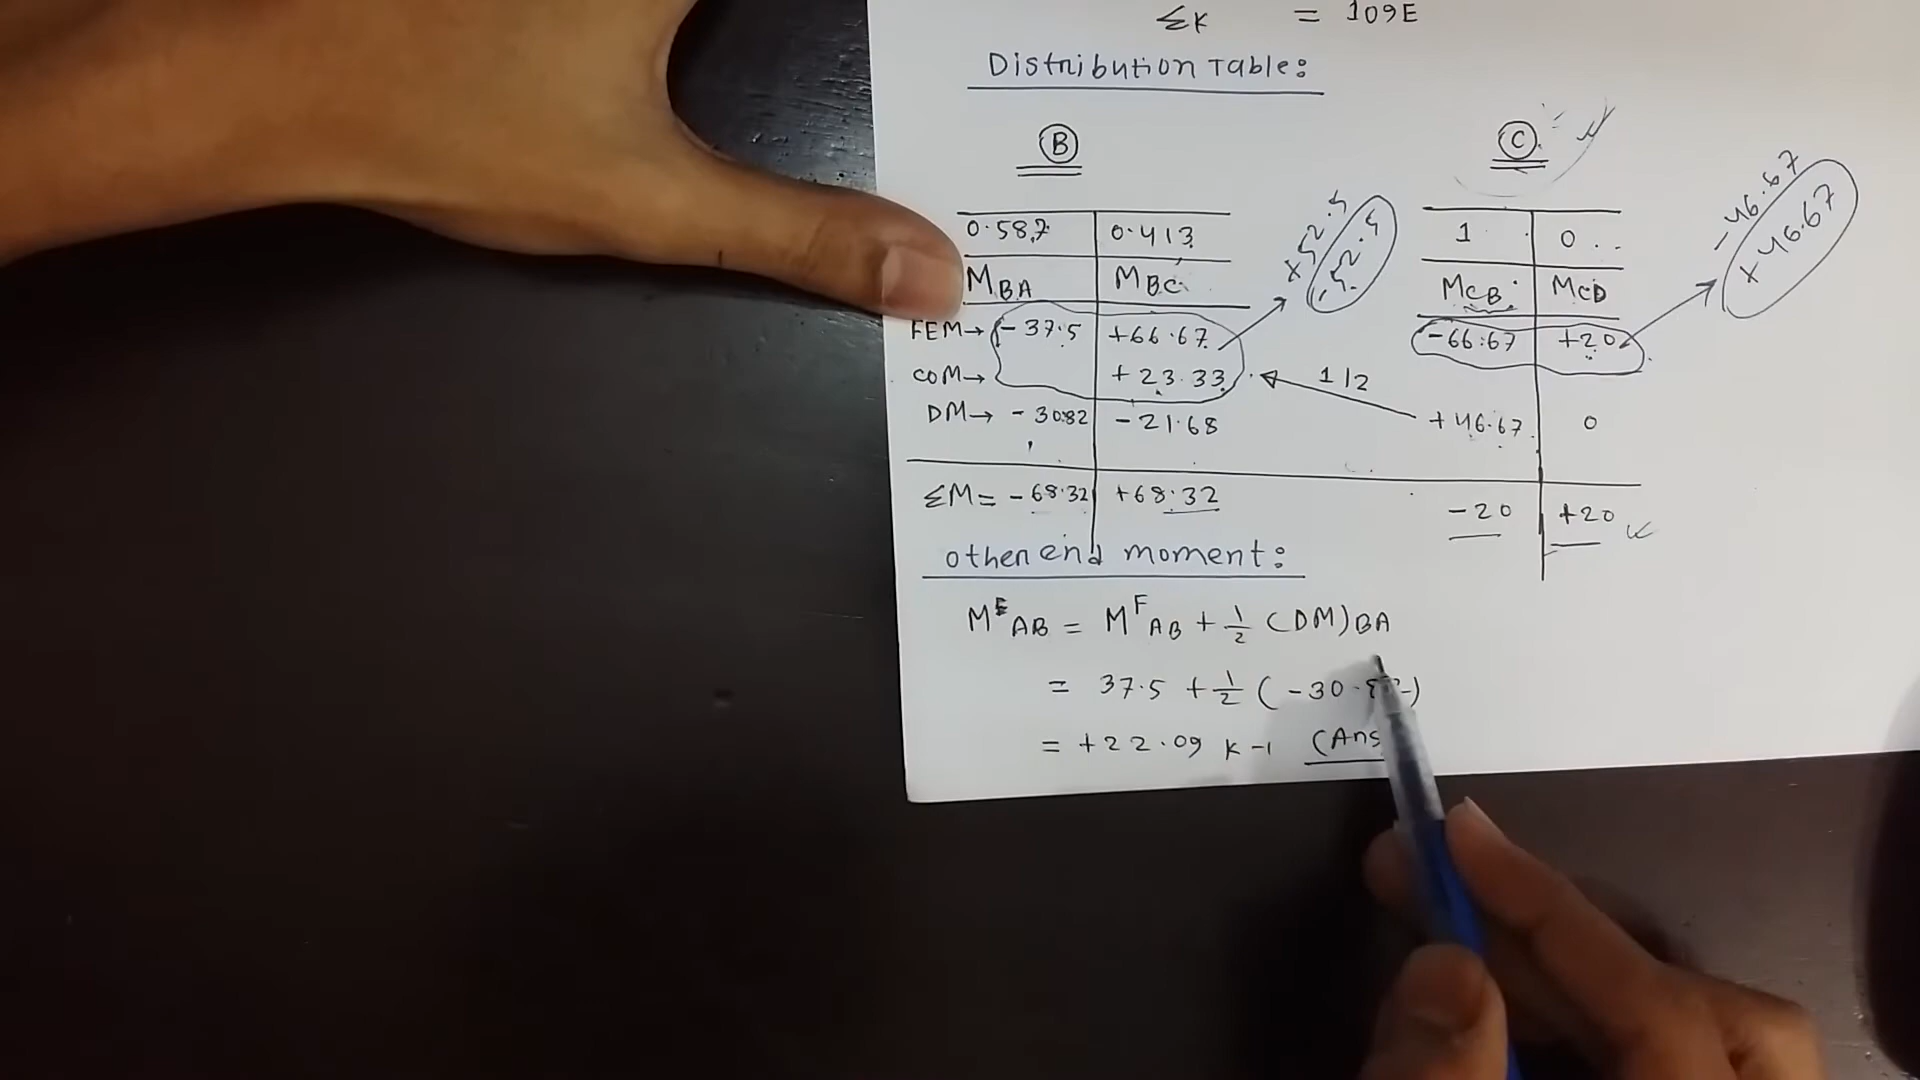 ΣK = 109E
Distribution Table:
B C
0.587 0.413 1 0
MBA MBC MCB MCD
FEM→ -37.5 +66.67 -66.67 +20
COM→ +23.33 1/2
DM→ -30.82 -21.68 +46.67 0
ΣM= -68.32 +68.32 -20 +20
+52.5
-52.5
-46.67
+46.67
other end moment:
MᴱAB = MᶠAB + 1/2 (DM)BA
= 37.5 + 1/2 (-30.82)
= +22.09 k-1 (Ans